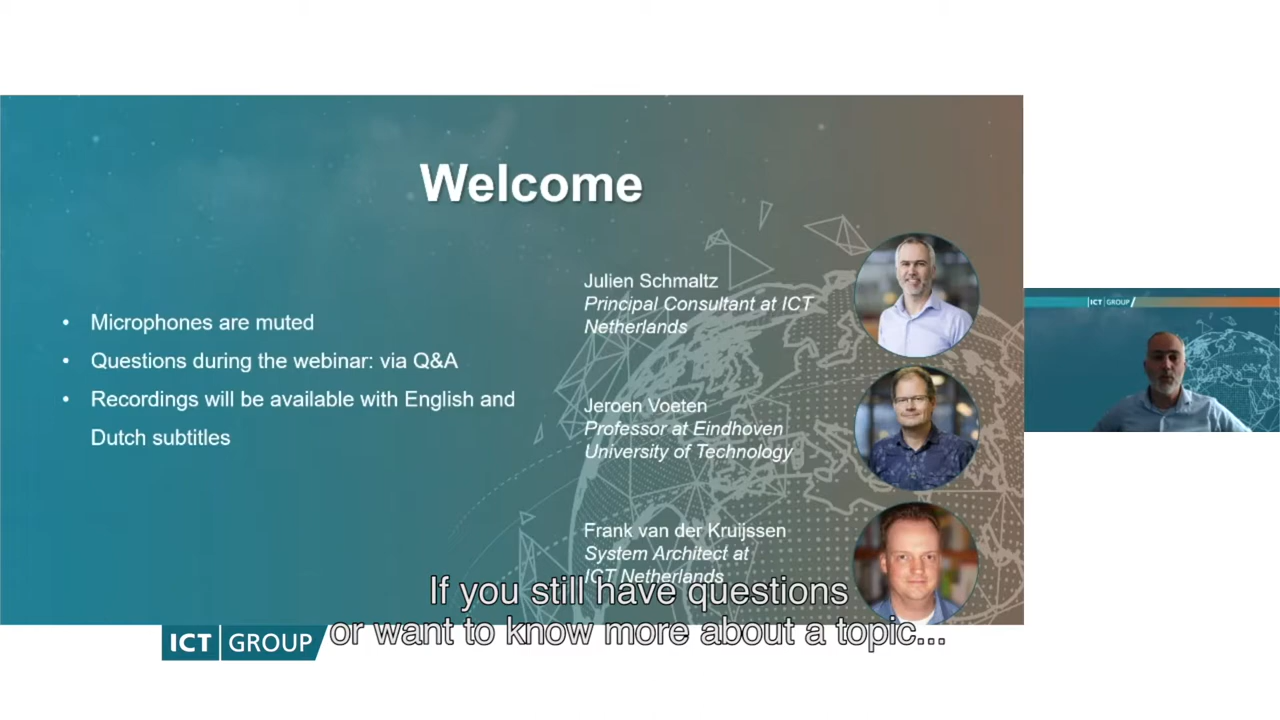 Welcome
• Microphones are muted
• Questions during the webinar: via Q&A
• Recordings will be available with English and
Dutch subtitles
Julien Schmaltz
Principal Consultant at ICT
Netherlands
Jeroen Voeten
Professor at Eindhoven
University of Technology
Frank van der Kruijssen
System Architect at
ICT Netherlands
ICT GROUP
If you still have questions
or want to know more about a topic...
ICT GROUP